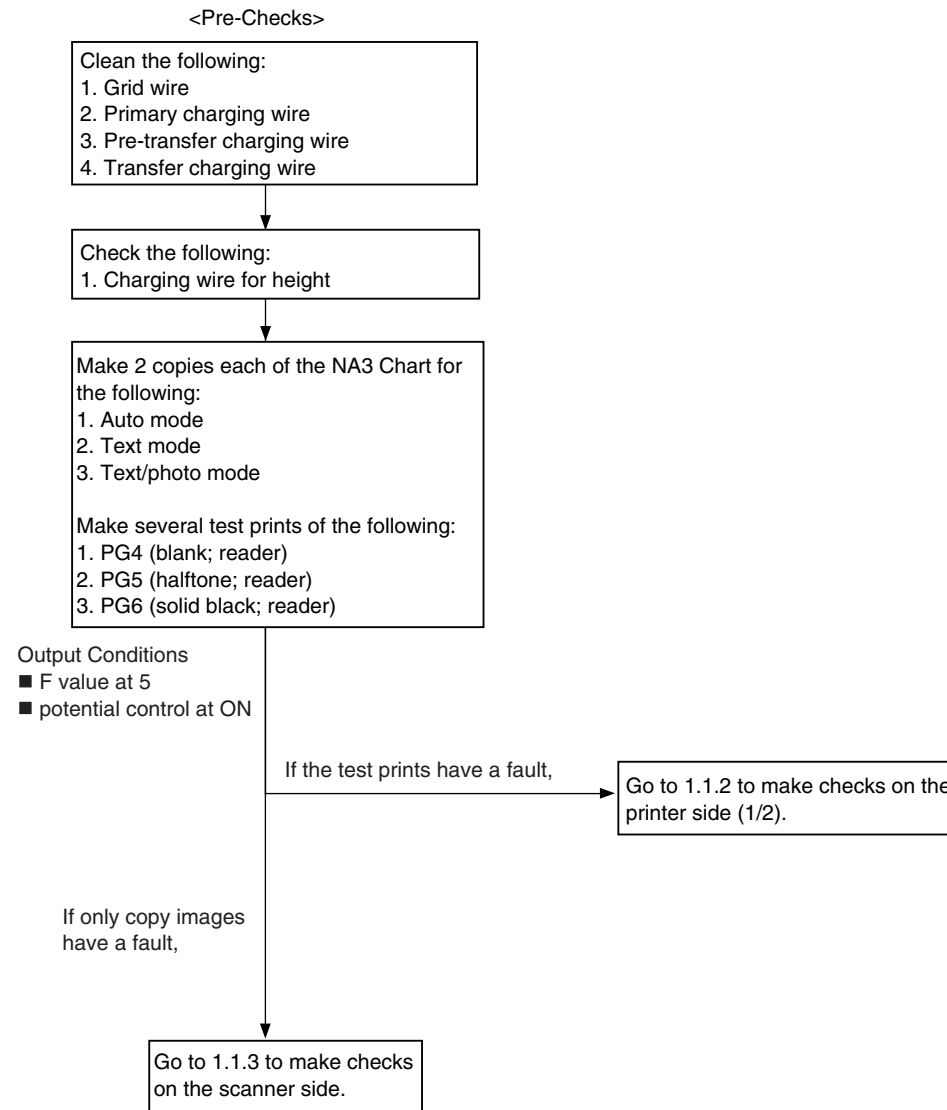 <Pre-Checks>
Clean the following:
1. Grid wire
2. Primary charging wire
3. Pre-transfer charging wire
4. Transfer charging wire
Check the following:
1. Charging wire for height
Make 2 copies each of the NA3 Chart for
the following:
1. Auto mode
2. Text mode
3. Text/photo mode
Make several test prints of the following:
1. PG4 (blank; reader)
2. PG5 (halftone; reader)
3. PG6 (solid black; reader)
Output Conditions
■ F value at 5
■ potential control at ON
If the test prints have a fault,
Go to 1.1.2 to make checks on the
printer side (1/2).
If only copy images
have a fault,
Go to 1.1.3 to make checks
on the scanner side.